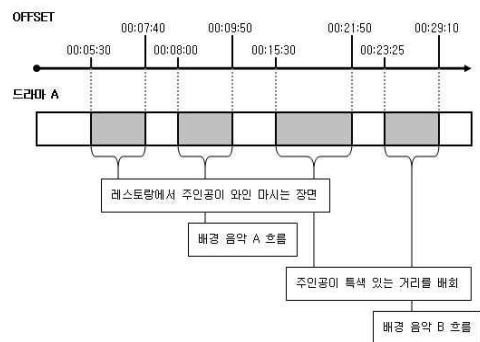 OFFSET
00:07:40 00:09:50 00:21:50 00:29:10
00:05:30 00:08:00 00:15:30 00:23:25
드라마 A
레스토랑에서 주인공이 와인 마시는 장면
배경 음악 A 흐름
주인공이 특색 있는 거리를 배회
배경 음악 B 흐름